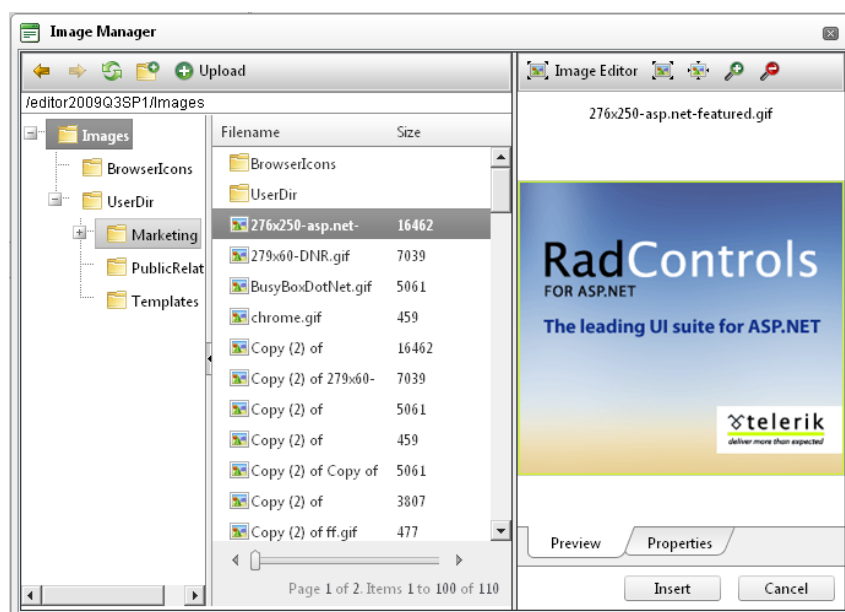 Image Manager
Upload
/editor2009Q3SP1/Images
Images
BrowserIcons
UserDir
Marketing
PublicRelat
Templates
Filename Size
BrowserIcons
UserDir
276x250-asp.net- 16462
279x60-DNR.gif 7039
BusyBoxDotNet.gif 5061
chrome.gif 459
Copy (2) of 16462
Copy (2) of 279x60- 7039
Copy (2) of 5061
Copy (2) of 459
Copy (2) of Copy of 5061
Copy (2) of 3807
Copy (2) of ff.gif 477
Page 1 of 2. Items 1 to 100 of 110
Image Editor
276x250-asp.net-featured.gif
RadControls
FOR ASP.NET
The leading UI suite for ASP.NET
telerik
deliver more than expected
Preview Properties
Insert Cancel